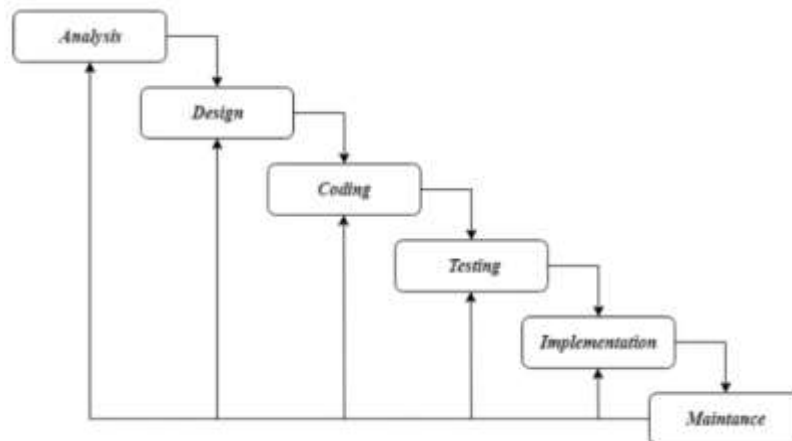 Analysis
Design
Coding
Testing
Implementation
Maintance